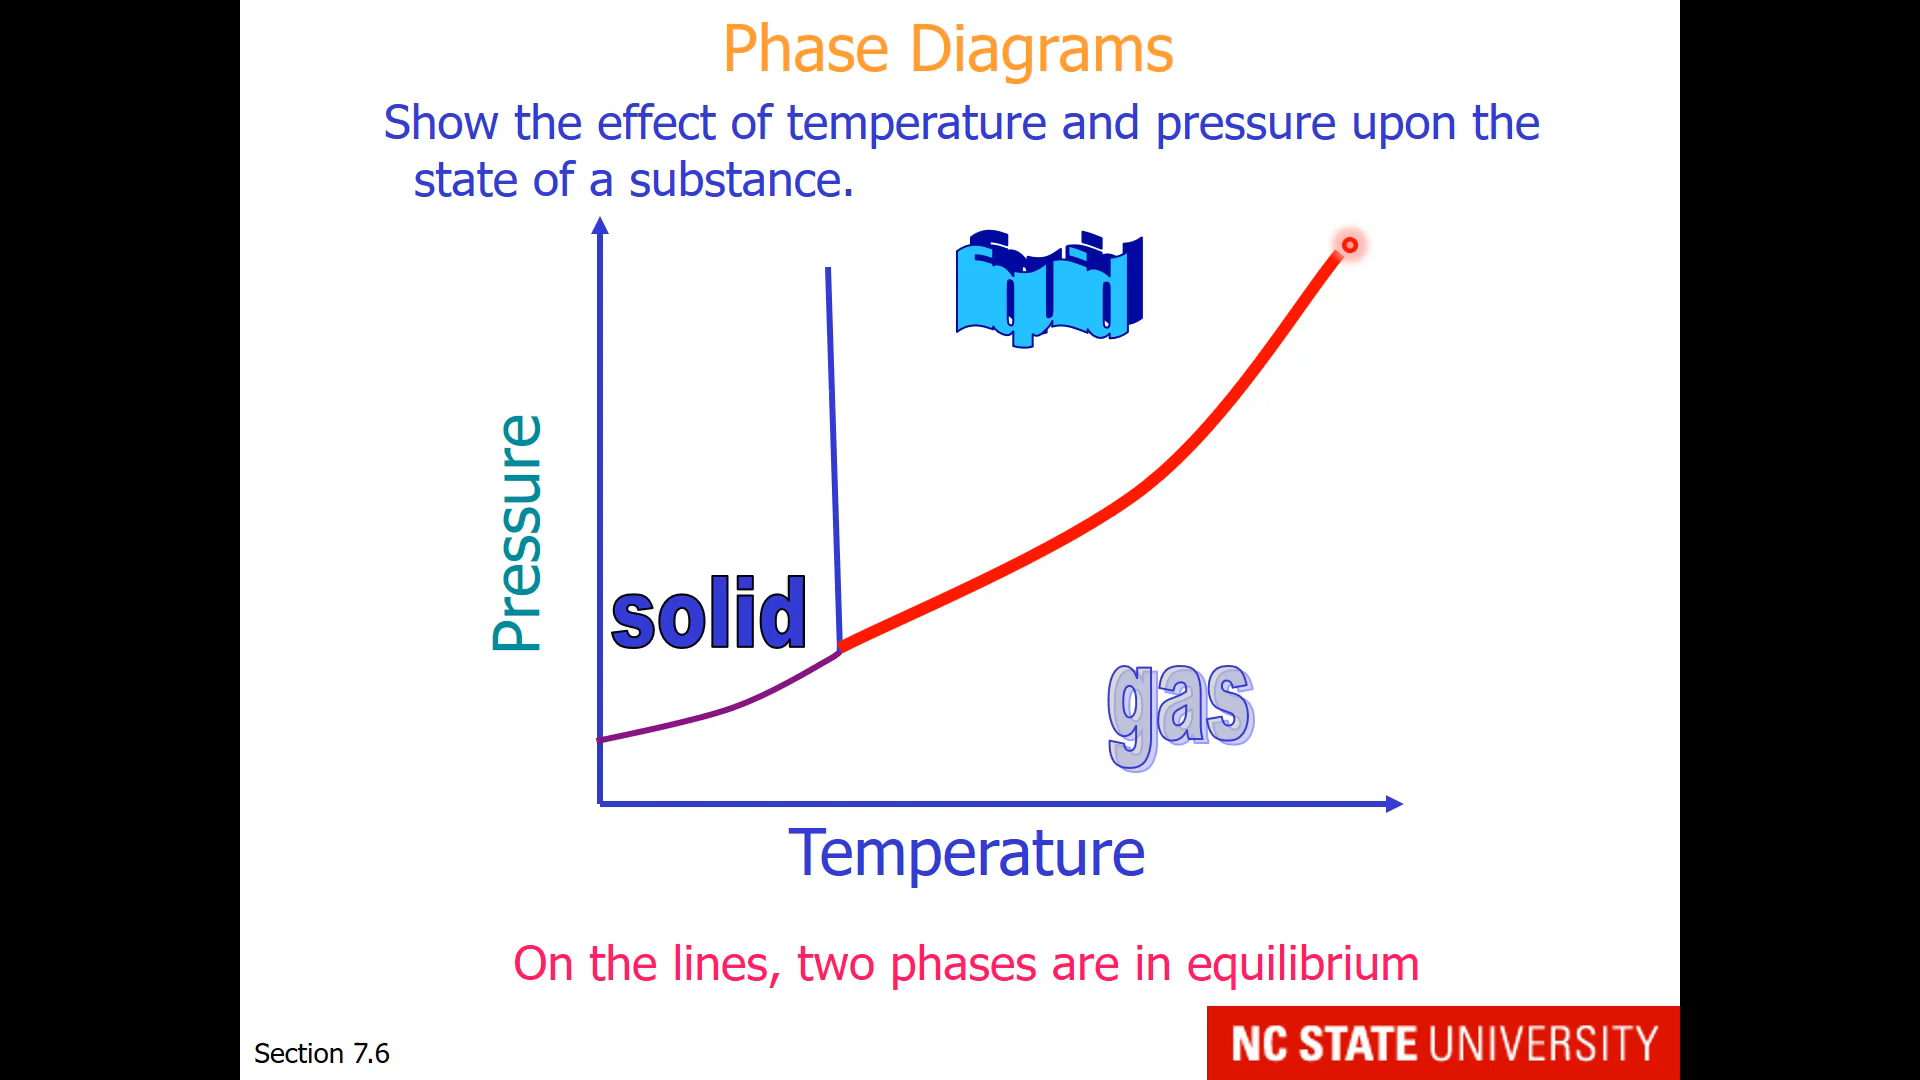 Phase Diagrams
Show the effect of temperature and pressure upon the
state of a substance.
liquid
Pressure
solid
gas
Temperature
On the lines, two phases are in equilibrium
NC STATE UNIVERSITY
Section 7.6